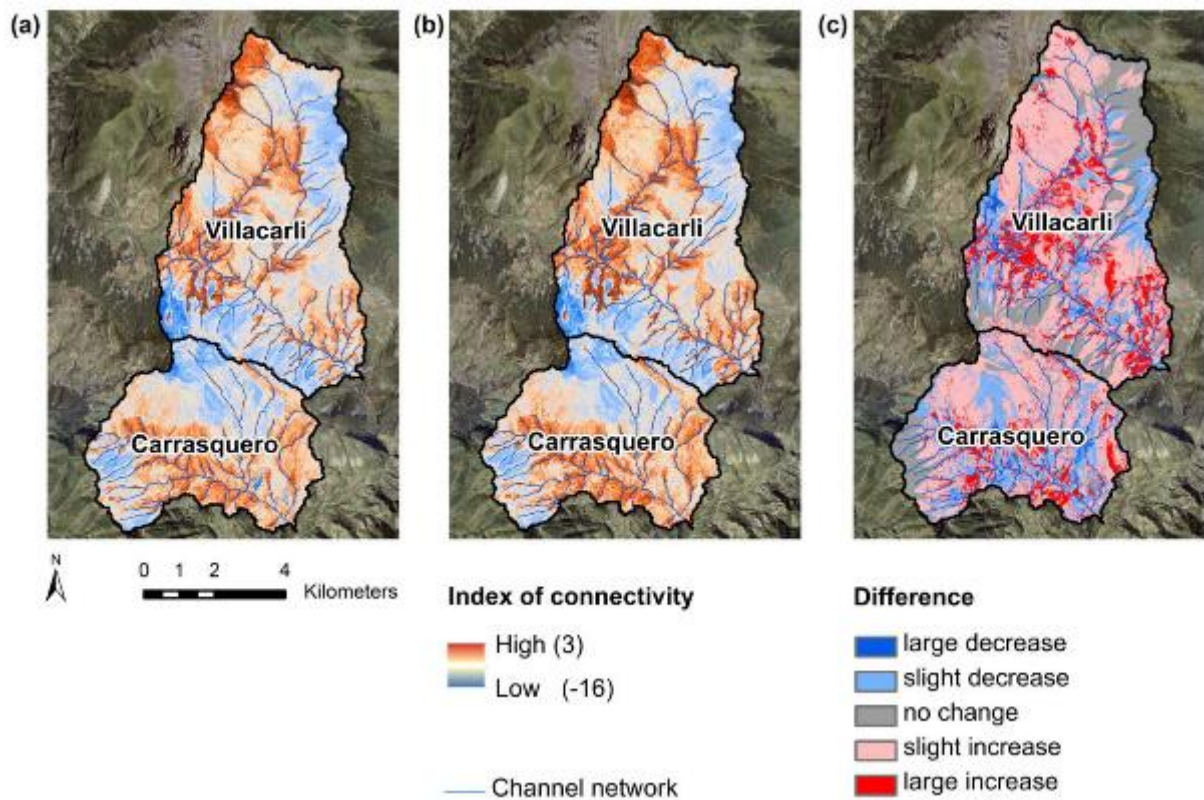 (a)
(b)
(c)
Villacarli
Villacarli
Villacarli
Carrasquero
Carrasquero
Carrasquero
N
0 1 2 4
Kilometers
Index of connectivity
High (3)
Low (-16)
Channel network
Difference
large decrease
slight decrease
no change
slight increase
large increase